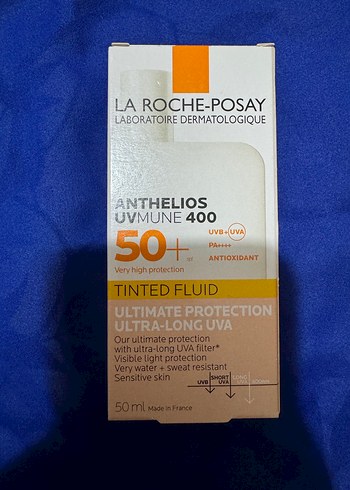 LA ROCHE-POSAY
LABORATOIRE DERMATOLOGIQUE
ANTHELIOS
UVMUNE 400
50+
Very high protection
UVB+UVA
PA++++
ANTIOXIDANT
TINTED FLUID
ULTIMATE PROTECTION
ULTRA-LONG UVA
Our ultimate protection
with ultra-long UVA filter*
Visible light protection
Very water + sweat resistant
Sensitive skin
UVB
SHORT
UVA
50 ml Made in France